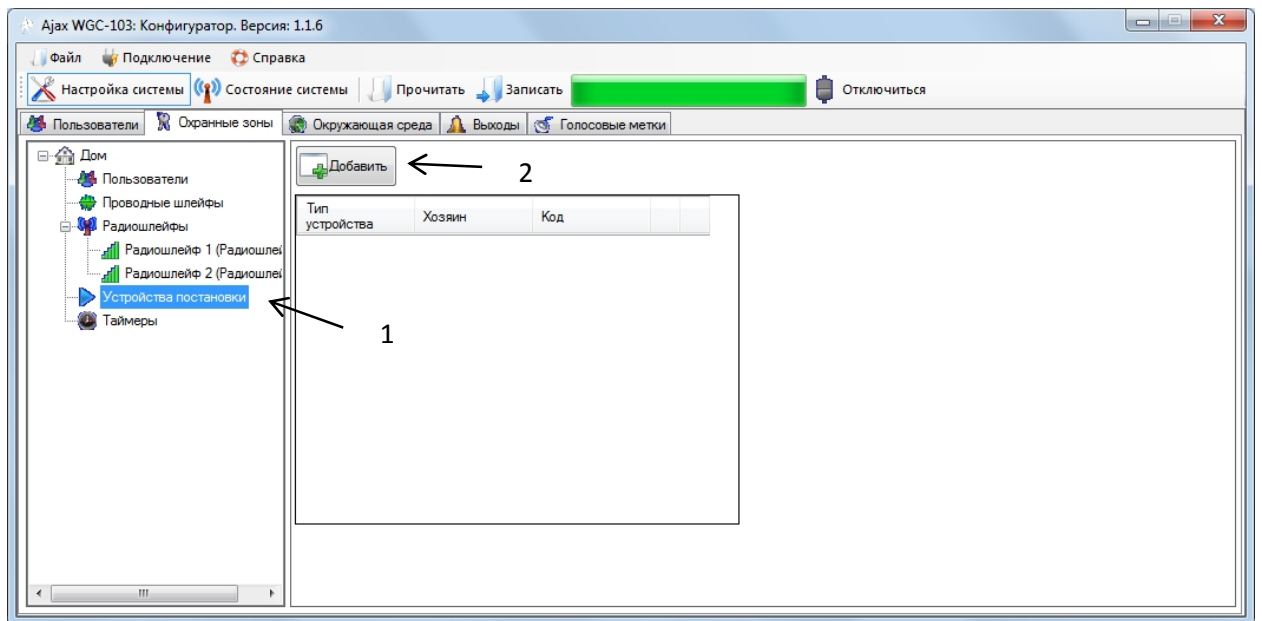 Ajax WGC-103: Конфигуратор. Версия: 1.1.6
Файл Подключение Справка
Настройка системы Состояние системы Прочитать Записать Отключиться
Пользователи Охранные зоны Окружающая среда Выходы Голосовые метки
Дом
Пользователи
Проводные шлейфы
Радиошлейфы
Радиошлейф 1 (Радиошлей
Радиошлейф 2 (Радиошлей
Устройства постановки
Таймеры
1
Добавить
2
Тип устройства Хозяин Код